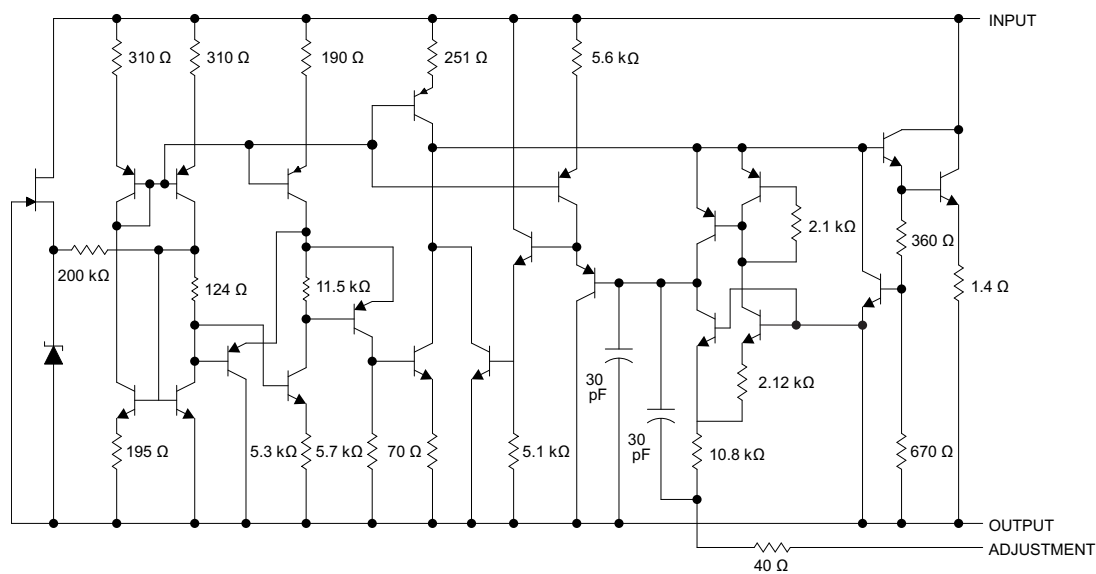 INPUT
310 Ω
310 Ω
190 Ω
251 Ω
5.6 kΩ
2.1 kΩ
360 Ω
200 kΩ
124 Ω
11.5 kΩ
1.4 Ω
30
pF
2.12 kΩ
30
pF
195 Ω
5.3 kΩ
5.7 kΩ
70 Ω
5.1 kΩ
10.8 kΩ
670 Ω
OUTPUT
ADJUSTMENT
40 Ω